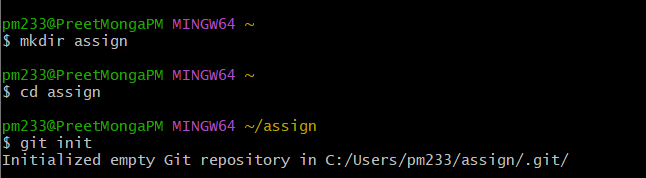 pm233@PreetMongaPM MINGW64 ~
$ mkdir assign
pm233@PreetMongaPM MINGW64 ~
$ cd assign
pm233@PreetMongaPM MINGW64 ~/assign
$ git init
Initialized empty Git repository in C:/Users/pm233/assign/.git/